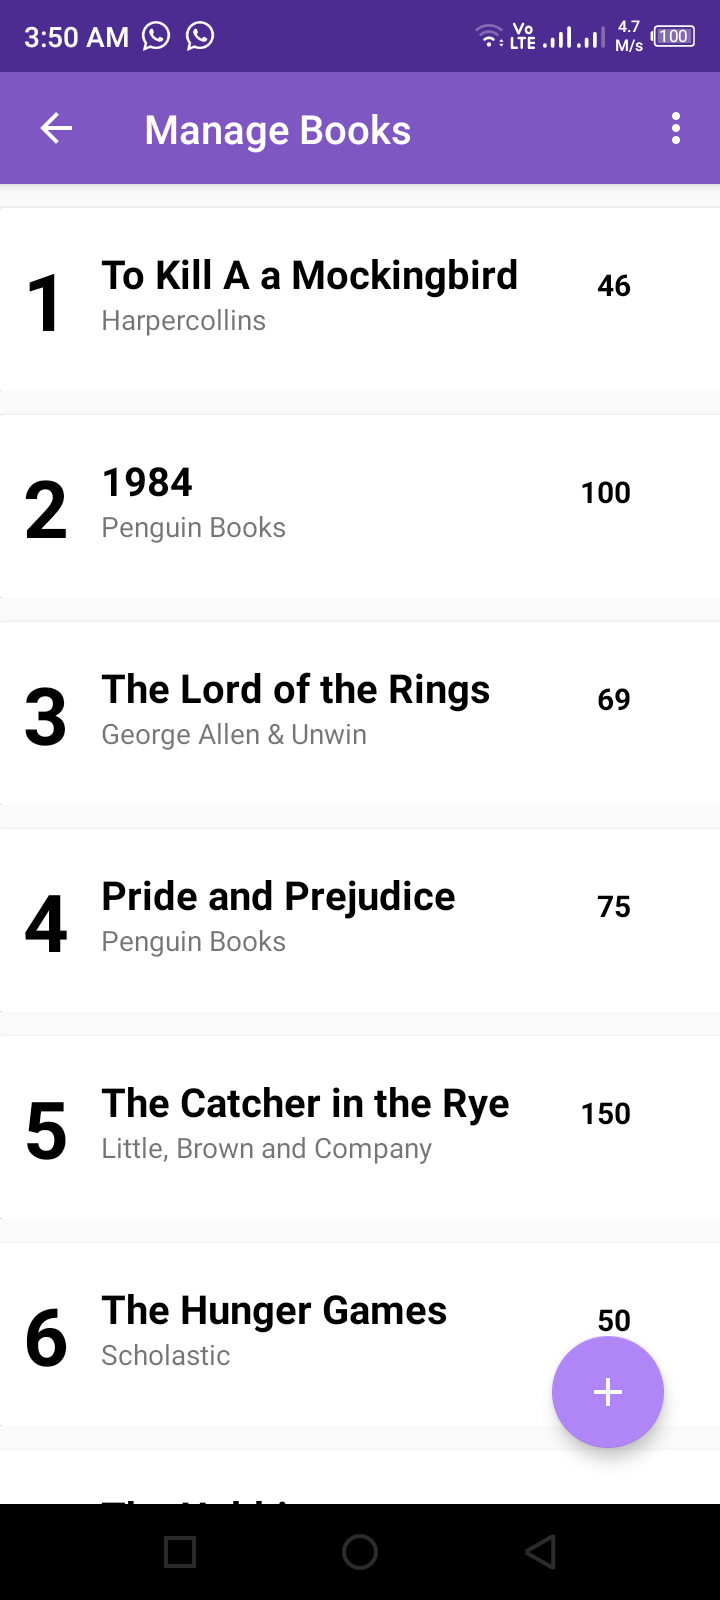 3:50 AM Vo LTE 4.7 M/s 100
Manage Books
1 To Kill A a Mockingbird 46
Harpercollins
2 1984 100
Penguin Books
3 The Lord of the Rings 69
George Allen & Unwin
4 Pride and Prejudice 75
Penguin Books
5 The Catcher in the Rye 150
Little, Brown and Company
6 The Hunger Games 50
Scholastic
+